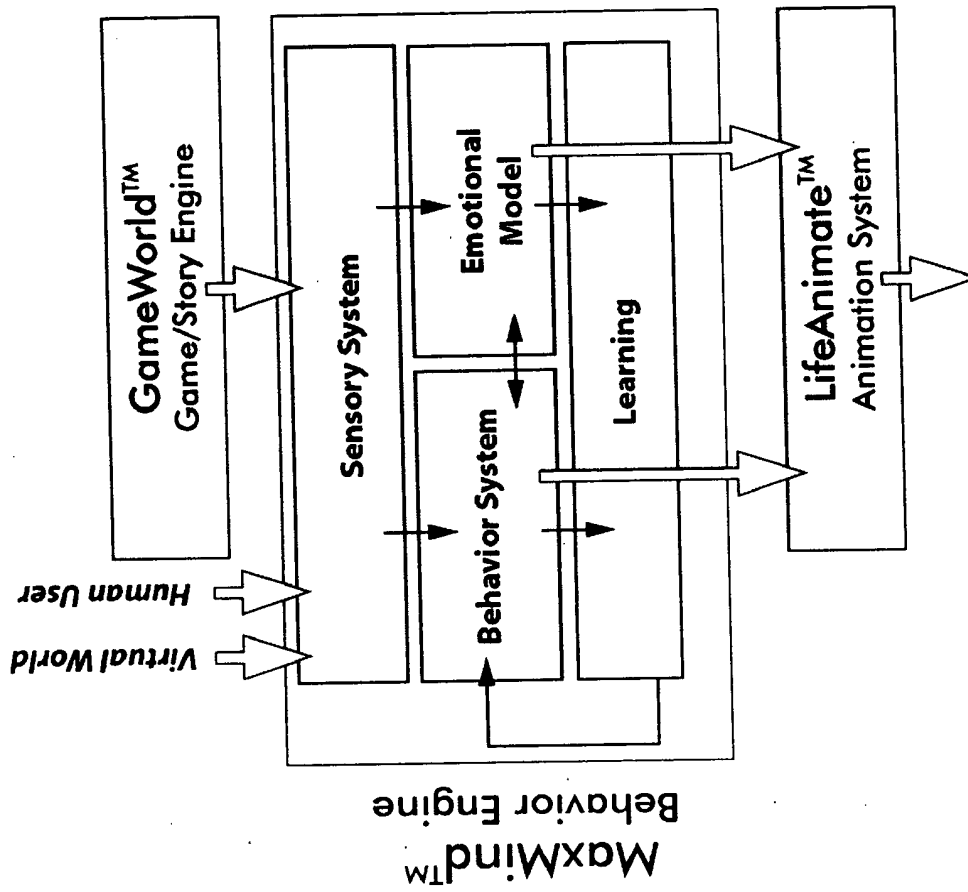 GameWorld™
Game/Story Engine
Human User
Virtual World
Sensory System
Behavior System
Emotional
Model
Learning
MaxMind™
Behavior Engine
LifeAnimate™
Animation System